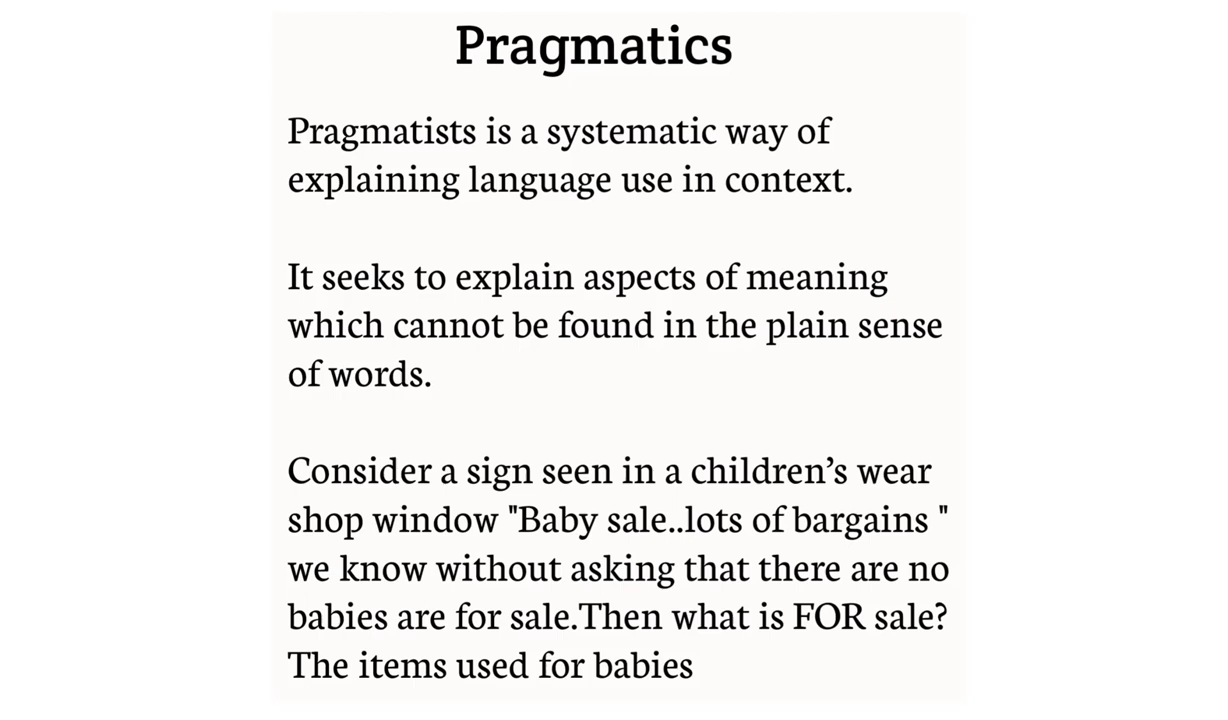 Pragmatics
Pragmatists is a systematic way of
explaining language use in context.
It seeks to explain aspects of meaning
which cannot be found in the plain sense
of words.
Consider a sign seen in a children’s wear
shop window "Baby sale..lots of bargains "
we know without asking that there are no
babies are for sale.Then what is FOR sale?
The items used for babies